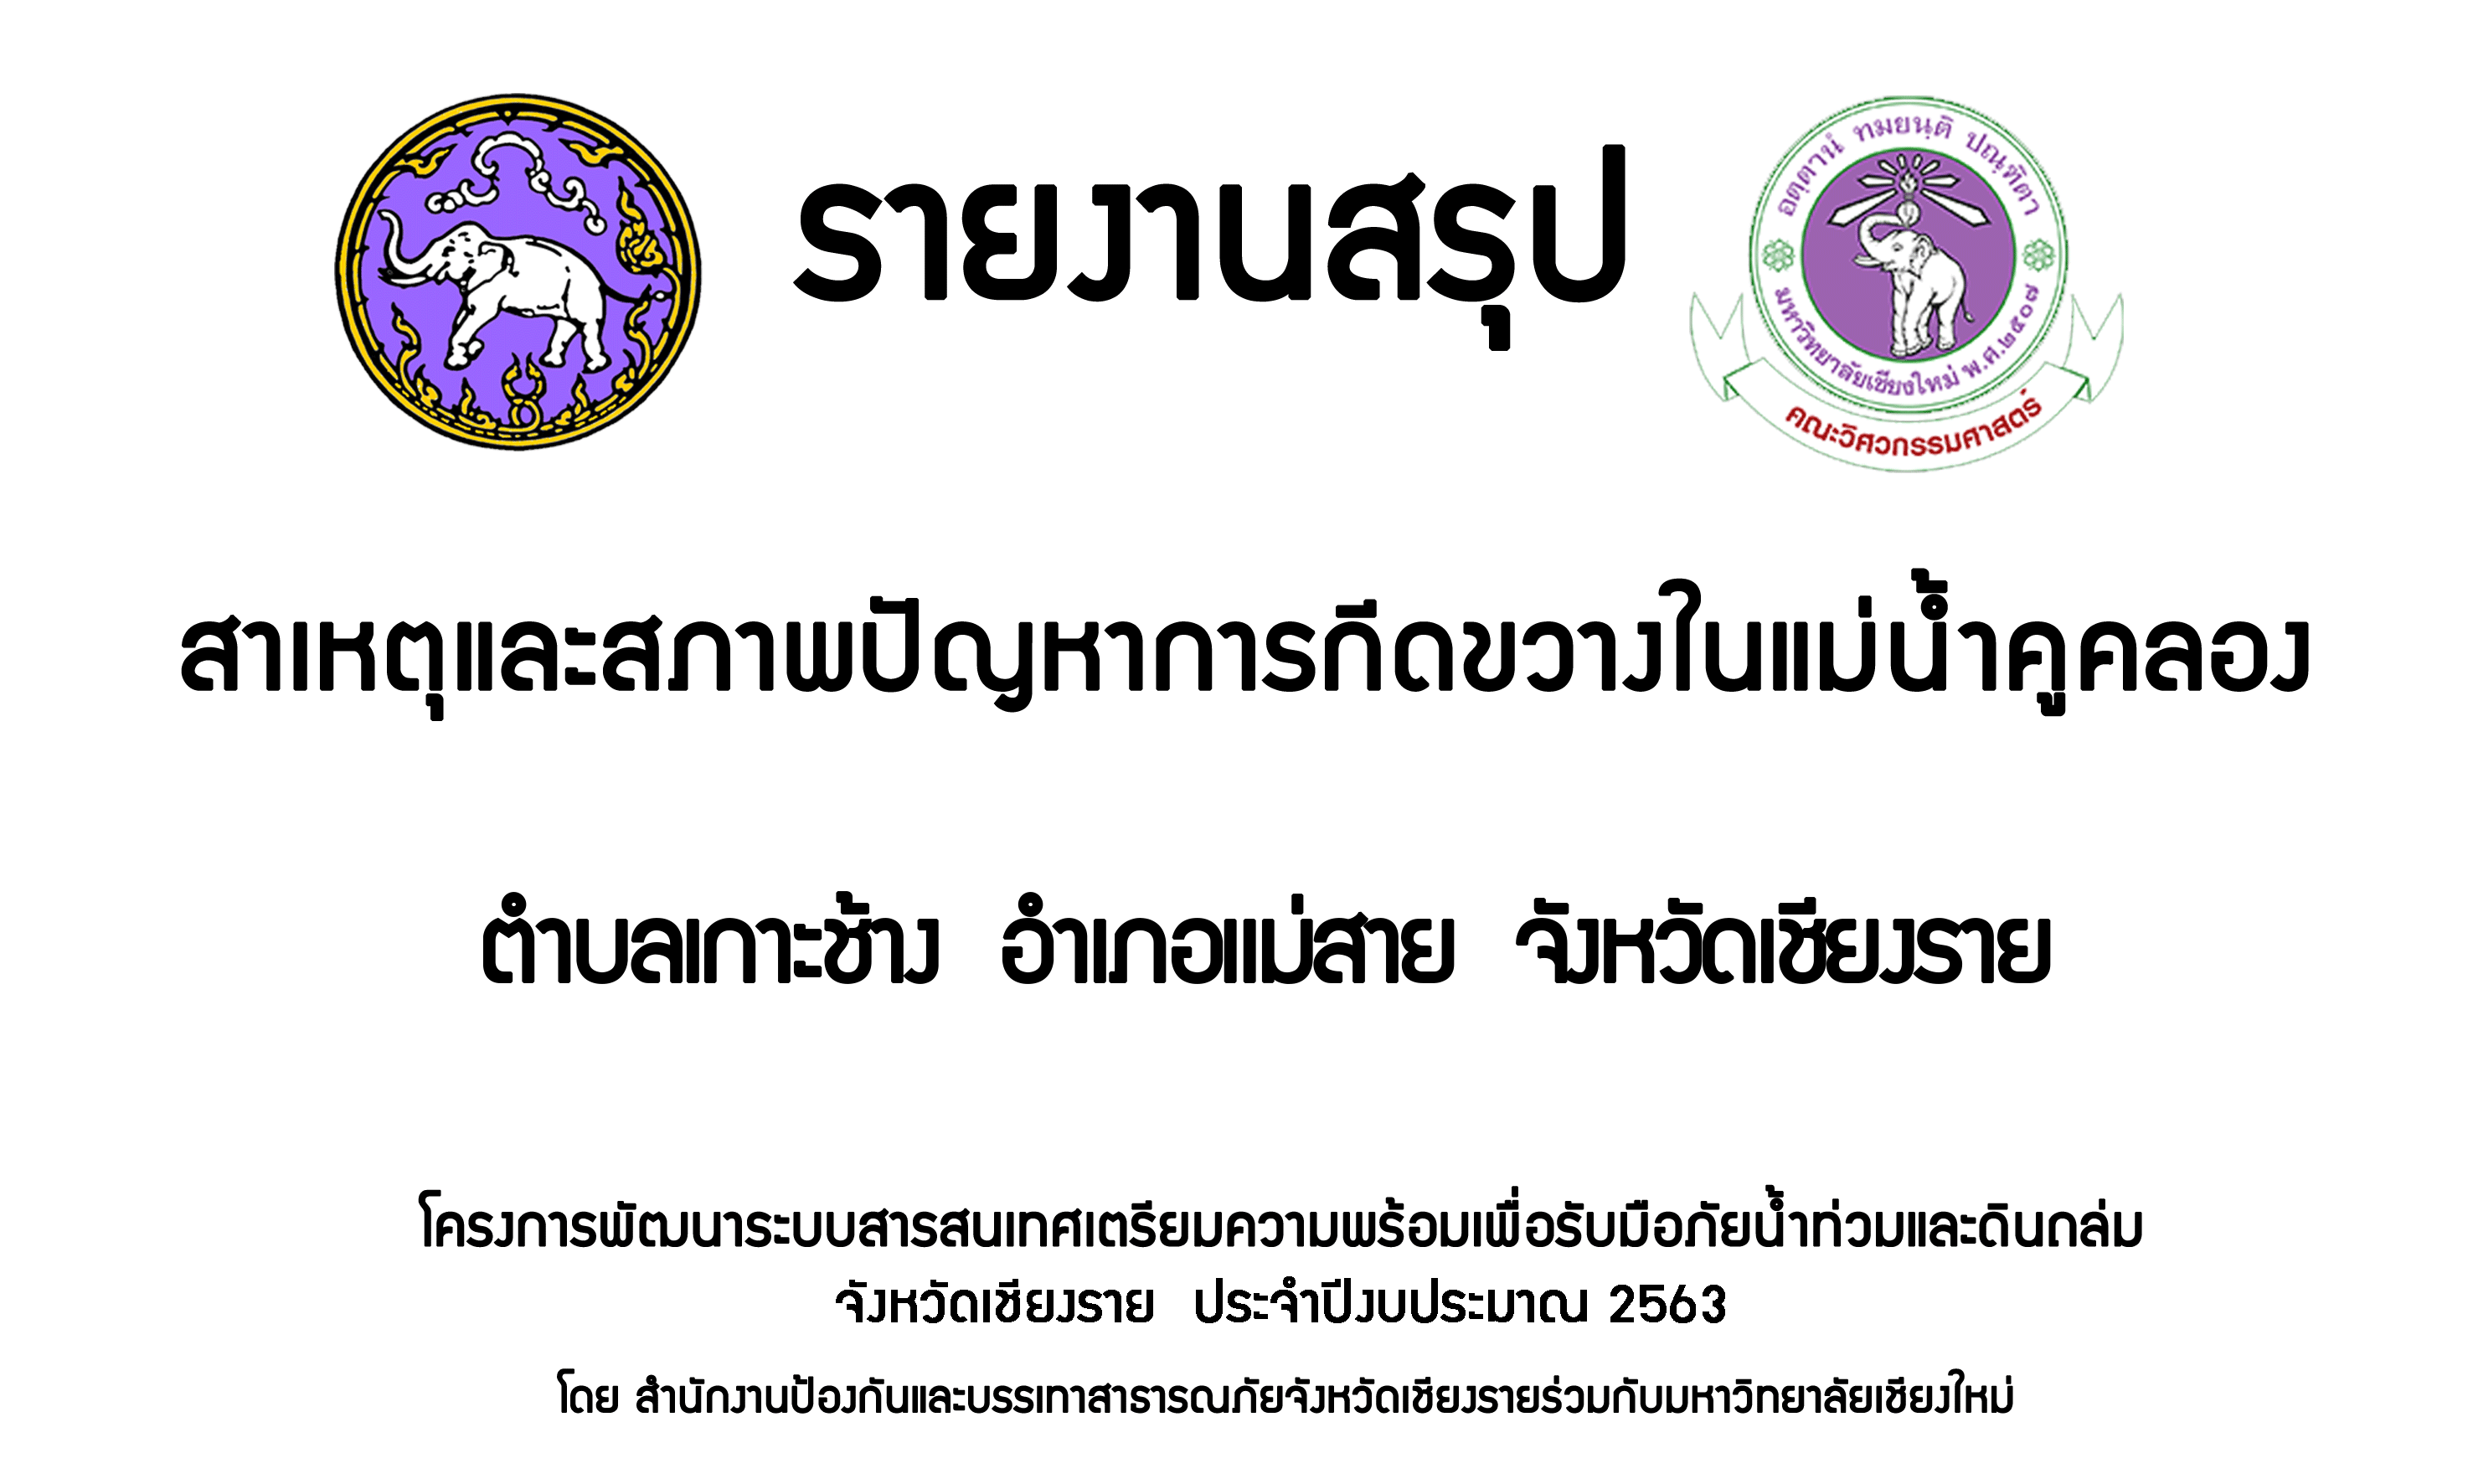 รายงานสรุป
อตฺตานํ ทมยนฺติ ปณฺฑิตา
มหาวิทยาลัยเชียงใหม่ พ.ศ.๒๕๐๗
คณะวิศวกรรมศาสตร์
สาเหตุและสภาพปัญหาการกีดขวางในแม่น้ำคูคลอง
ตำบลเกาะช้าง อำเภอแม่สาย จังหวัดเชียงราย
โครงการพัฒนาระบบสารสนเทศเตรียมความพร้อมเพื่อรับมือภัยน้ำท่วมและดินถล่ม
จังหวัดเชียงราย ประจำปีงบประมาณ 2563
โดย สำนักงานป้องกันและบรรเทาสาธารณภัยจังหวัดเชียงรายร่วมกับมหาวิทยาลัยเชียงใหม่